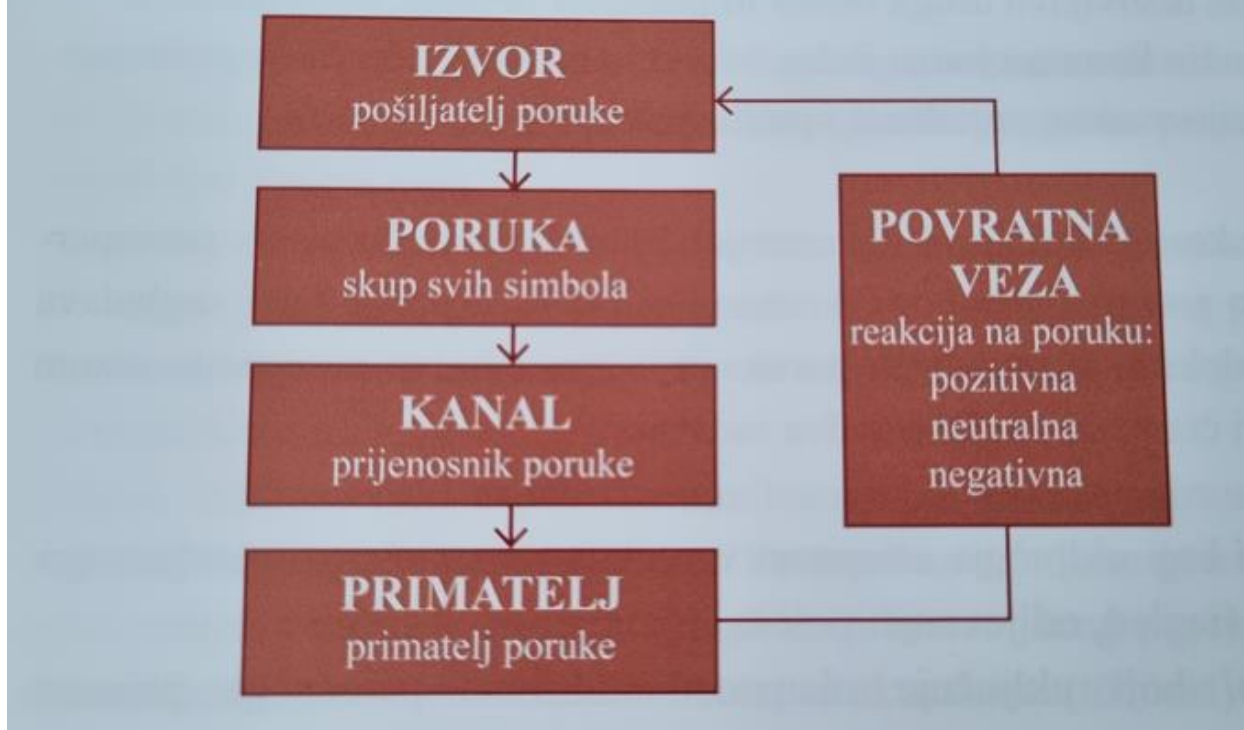 IZVOR
pošiljatelj poruke
PORUKA
skup svih simbola
KANAL
prijenosnik poruke
PRIMATELJ
primatelj poruke
POVRATNA
VEZA
reakcija na poruku:
pozitivna
neutralna
negativna